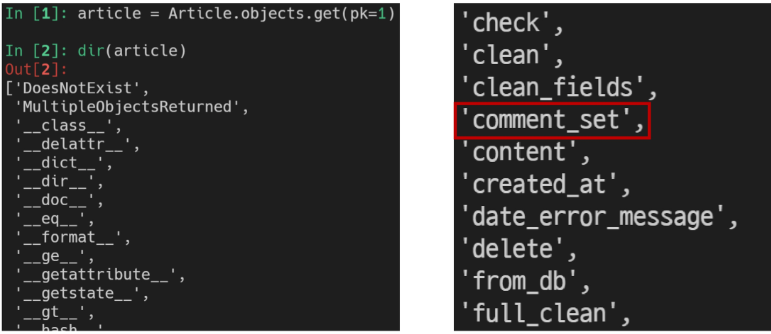 In [1]: article = Article.objects.get(pk=1)
In [2]: dir(article)
Out[2]:
['DoesNotExist',
'MultipleObjectsReturned',
'__class__',
'__delattr__',
'__dict__',
'__dir__',
'__doc__',
'__eq__',
'__format__',
'__ge__',
'__getattribute__',
'__getstate__',
'__gt__',
'__hash__',
'check',
'clean',
'clean_fields',
'comment_set',
'content',
'created_at',
'date_error_message',
'delete',
'from_db',
'full_clean',